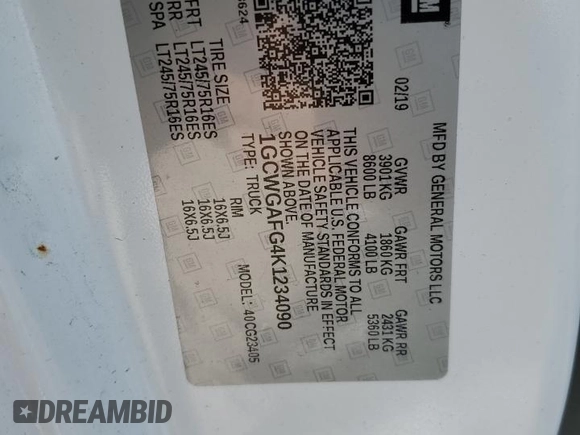 GM
MFD BY GENERAL MOTORS LLC
02/19
GVWR GAWR FRT GAWR RR
3901 KG 1860 KG 2431 KG
8600 LB 4100 LB 5360 LB
THIS VEHICLE CONFORMS TO ALL
APPLICABLE U.S. FEDERAL MOTOR
VEHICLE SAFETY STANDARDS IN EFFECT
ON THE DATE OF MANUFACTURE
SHOWN ABOVE.
1GCWGAFG4K1234090
TYPE: TRUCK MODEL: 40CG23405
TIRE SIZE RIM
FRT LT245/75R16ES 16X6.5J
RR LT245/75R16ES 16X6.5J
SPA LT245/75R16ES 16X6.5J
DREAMBID